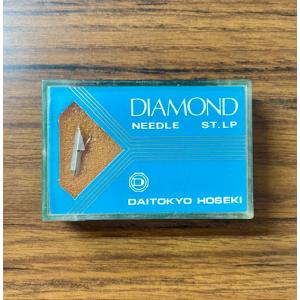 DIAMOND
NEEDLE ST. LP
D
DAITOKYO HOSEKI